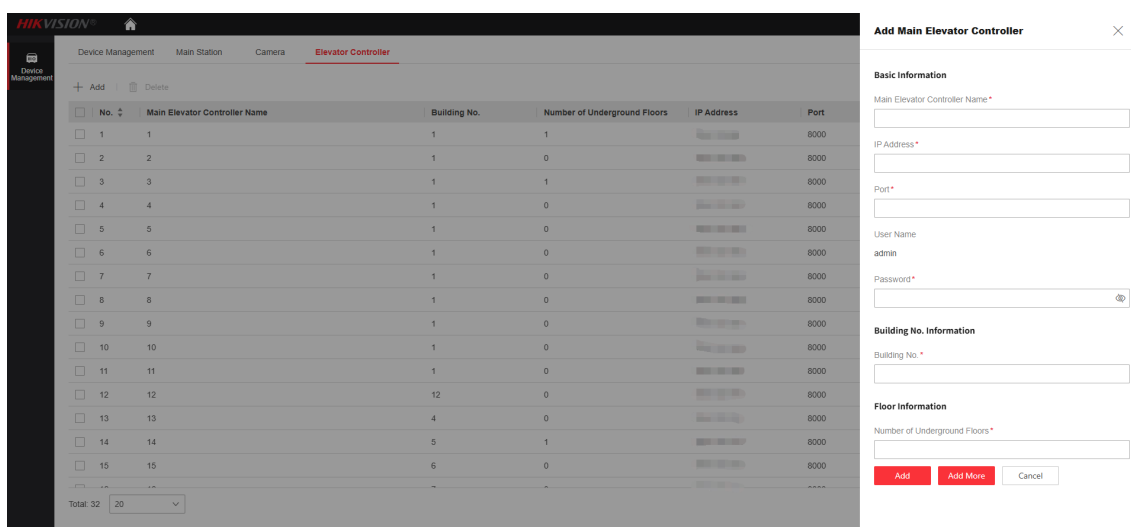 HIKVISION®
Device Management
Device Management Main Station Camera Elevator Controller
Add Delete
No. Main Elevator Controller Name Building No. Number of Underground Floors IP Address Port
1 1 1 1 8000
2 2 1 0 8000
3 3 1 1 8000
4 4 1 0 8000
5 5 1 0 8000
6 6 1 0 8000
7 7 1 0 8000
8 8 1 0 8000
9 9 1 0 8000
10 10 1 0 8000
11 11 1 0 8000
12 12 12 0 8000
13 13 4 0 8000
14 14 5 1 8000
15 15 6 0 8000
Total: 32 20
Add Main Elevator Controller
Basic Information
Main Elevator Controller Name*
IP Address*
Port*
User Name
admin
Password*
Building No. Information
Building No.*
Floor Information
Number of Underground Floors*
Add Add More Cancel